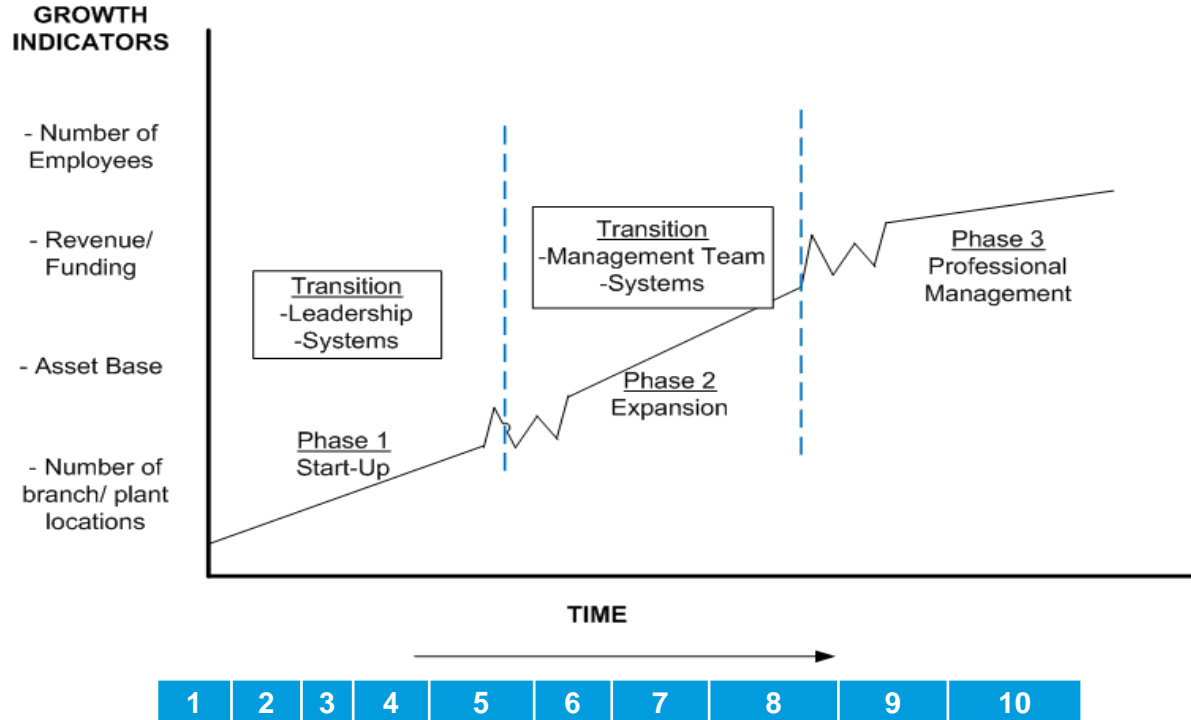 GROWTH
INDICATORS
- Number of
Employees
- Revenue/
Funding
- Asset Base
- Number of
branch/ plant
locations
Transition
-Leadership
-Systems
Transition
-Management Team
-Systems
Phase 1
Start-Up
Phase 2
Expansion
Phase 3
Professional
Management
TIME
1 2 3 4 5 6 7 8 9 10